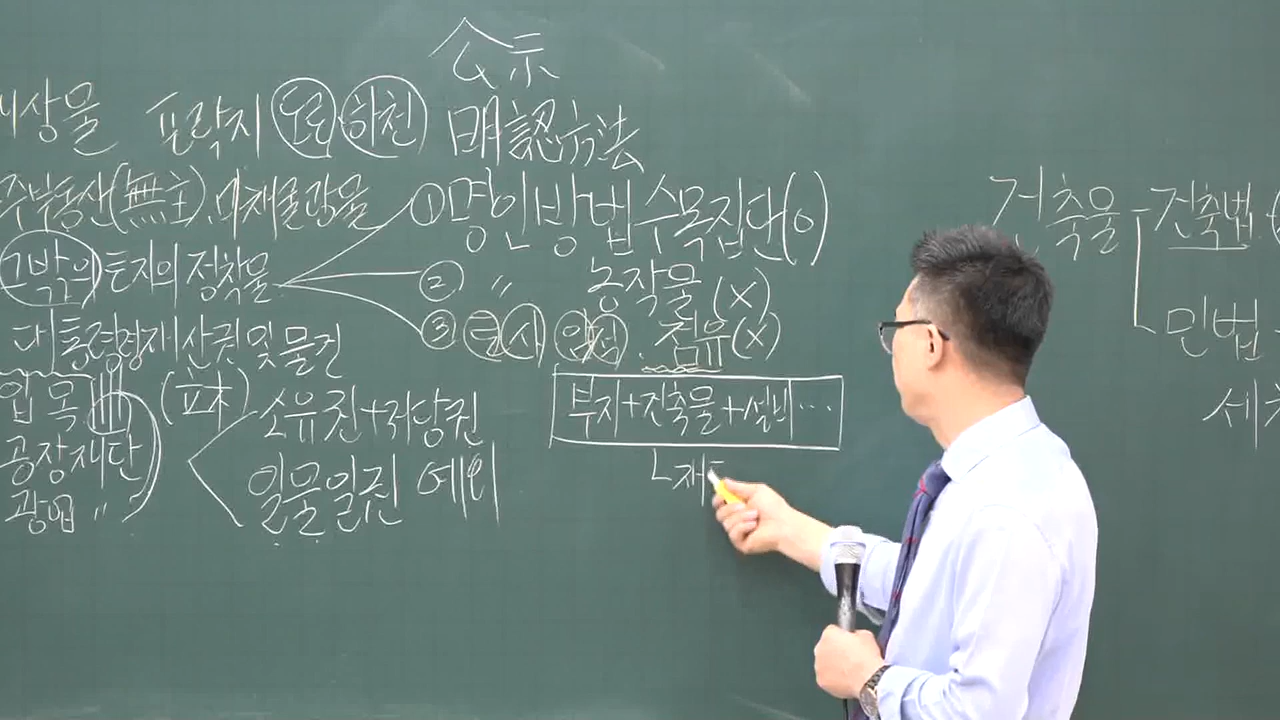 公示
상물 포락지 도로 하천 明認方法
주부동산(無主), 미채굴광물 ① 명인방법 수목집단(O)
그밖의 토지의 정착물 ② 〃 농작물 (X)
③ 권리 점유(X)
대통령령 재산권 및 물건
입목 (立木) 소유권+저당권
공장재단 일물일권 예외
광업 〃
부지+건축물+설비…
ㄴ재
건축물 건축법
민법
세